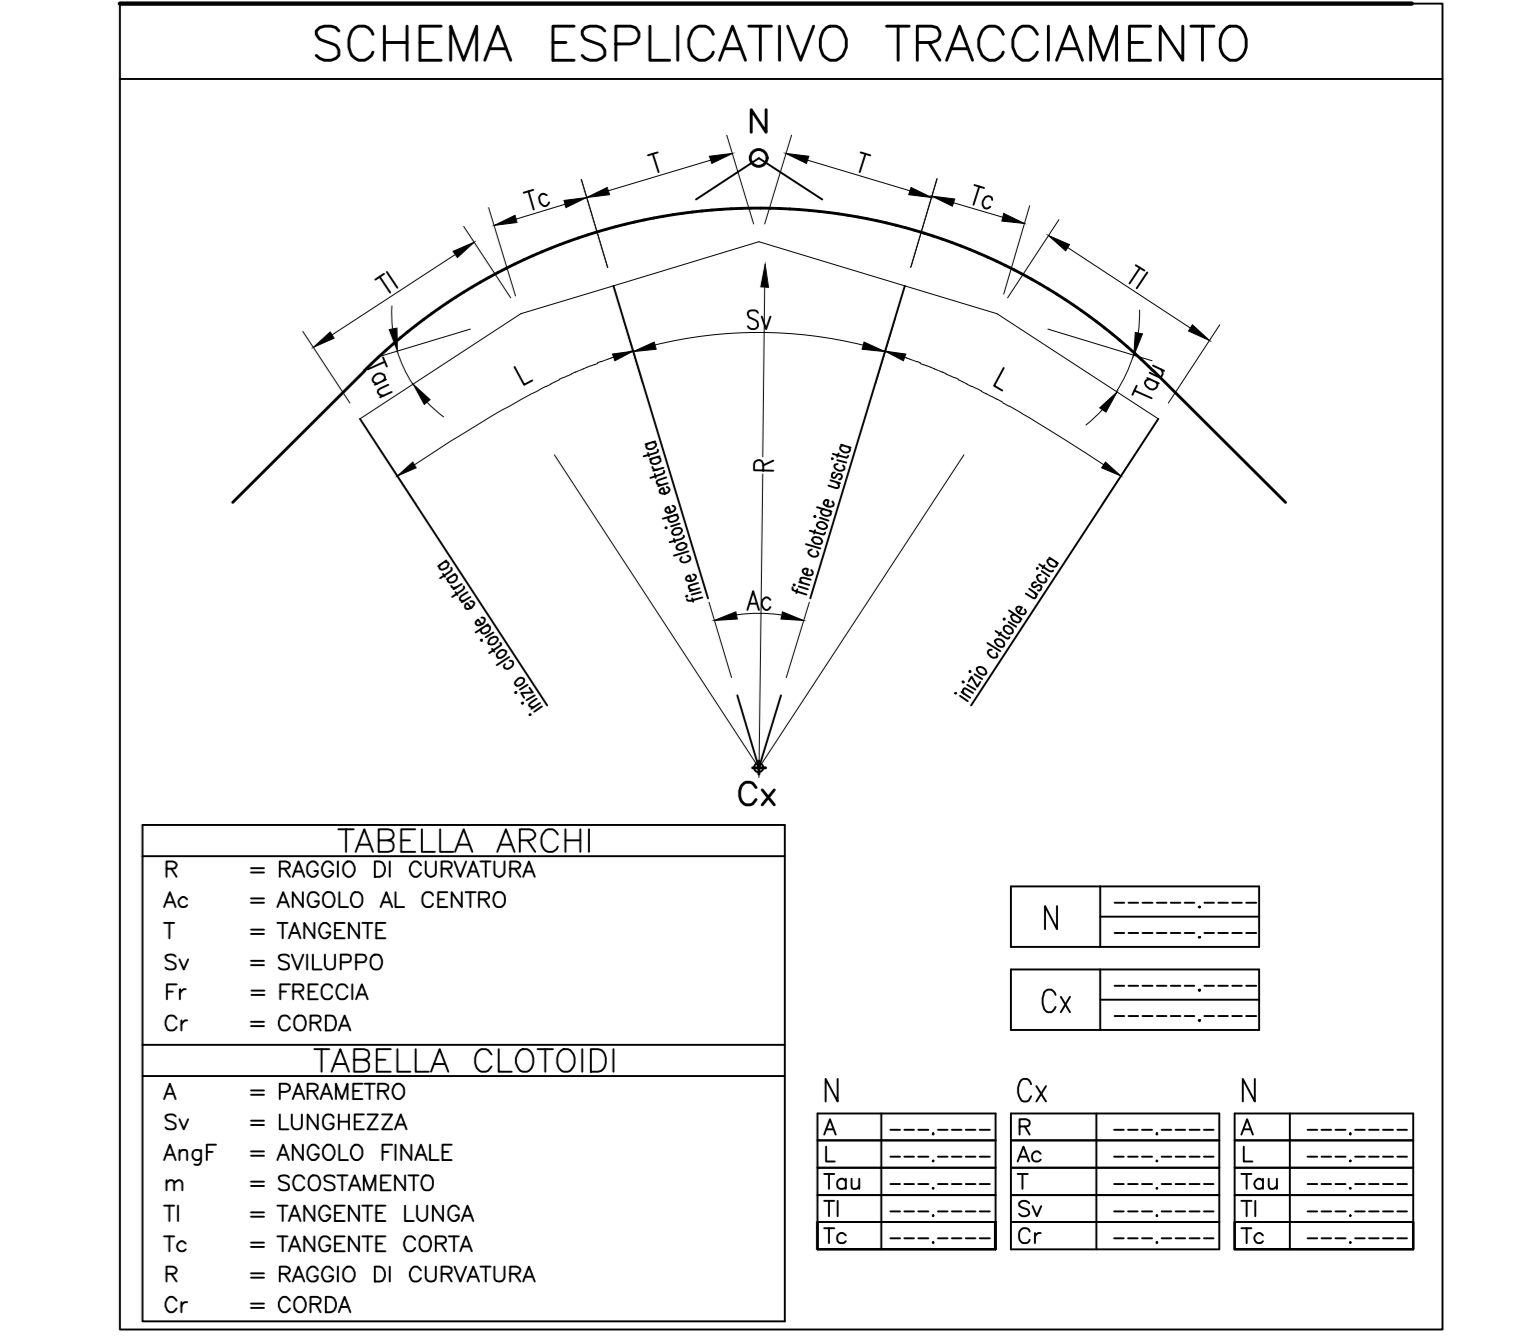 SCHEMA ESPLICATIVO TRACCIAMENTO
N
T
T
Tc
Tc
Tl
Tl
Sv
Tau
Tau
L
L
R
fine clotoide entrata
fine clotoide uscita
inizio clotoide entrata
inizio clotoide uscita
Ac
Cx
TABELLA ARCHI
R = RAGGIO DI CURVATURA
Ac = ANGOLO AL CENTRO
T = TANGENTE
Sv = SVILUPPO
Fr = FRECCIA
Cr = CORDA
TABELLA CLOTOIDI
A = PARAMETRO
Sv = LUNGHEZZA
AngF = ANGOLO FINALE
m = SCOSTAMENTO
Tl = TANGENTE LUNGA
Tc = TANGENTE CORTA
R = RAGGIO DI CURVATURA
Cr = CORDA
N ------.----
------.----
Cx ------.----
------.----
N
A ---.----
L ---.----
Tau ---.----
Tl ---.----
Tc ---.----
Cx
R ---.----
Ac ---.----
T ---.----
Sv ---.----
Cr ---.----
N
A ---.----
L ---.----
Tau ---.----
Tl ---.----
Tc ---.----